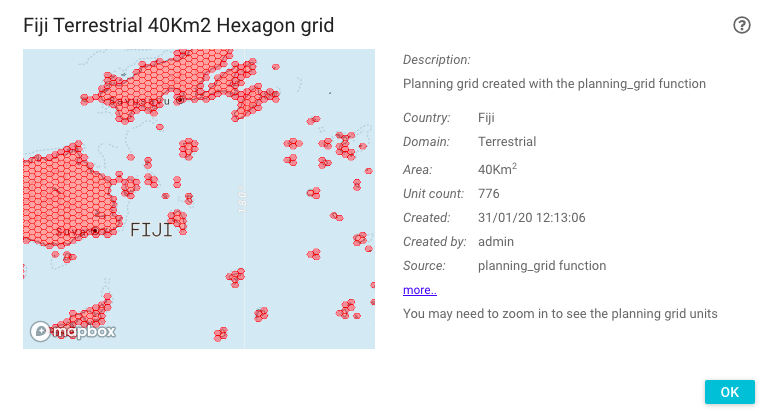 Fiji Terrestrial 40Km2 Hexagon grid
Description:
Planning grid created with the planning_grid function
Country: Fiji
Domain: Terrestrial
Area: 40Km²
Unit count: 776
Created: 31/01/20 12:13:06
Created by: admin
Source: planning_grid function
more..
You may need to zoom in to see the planning grid units
Savusavu
180
Suva
FIJI
mapbox
OK